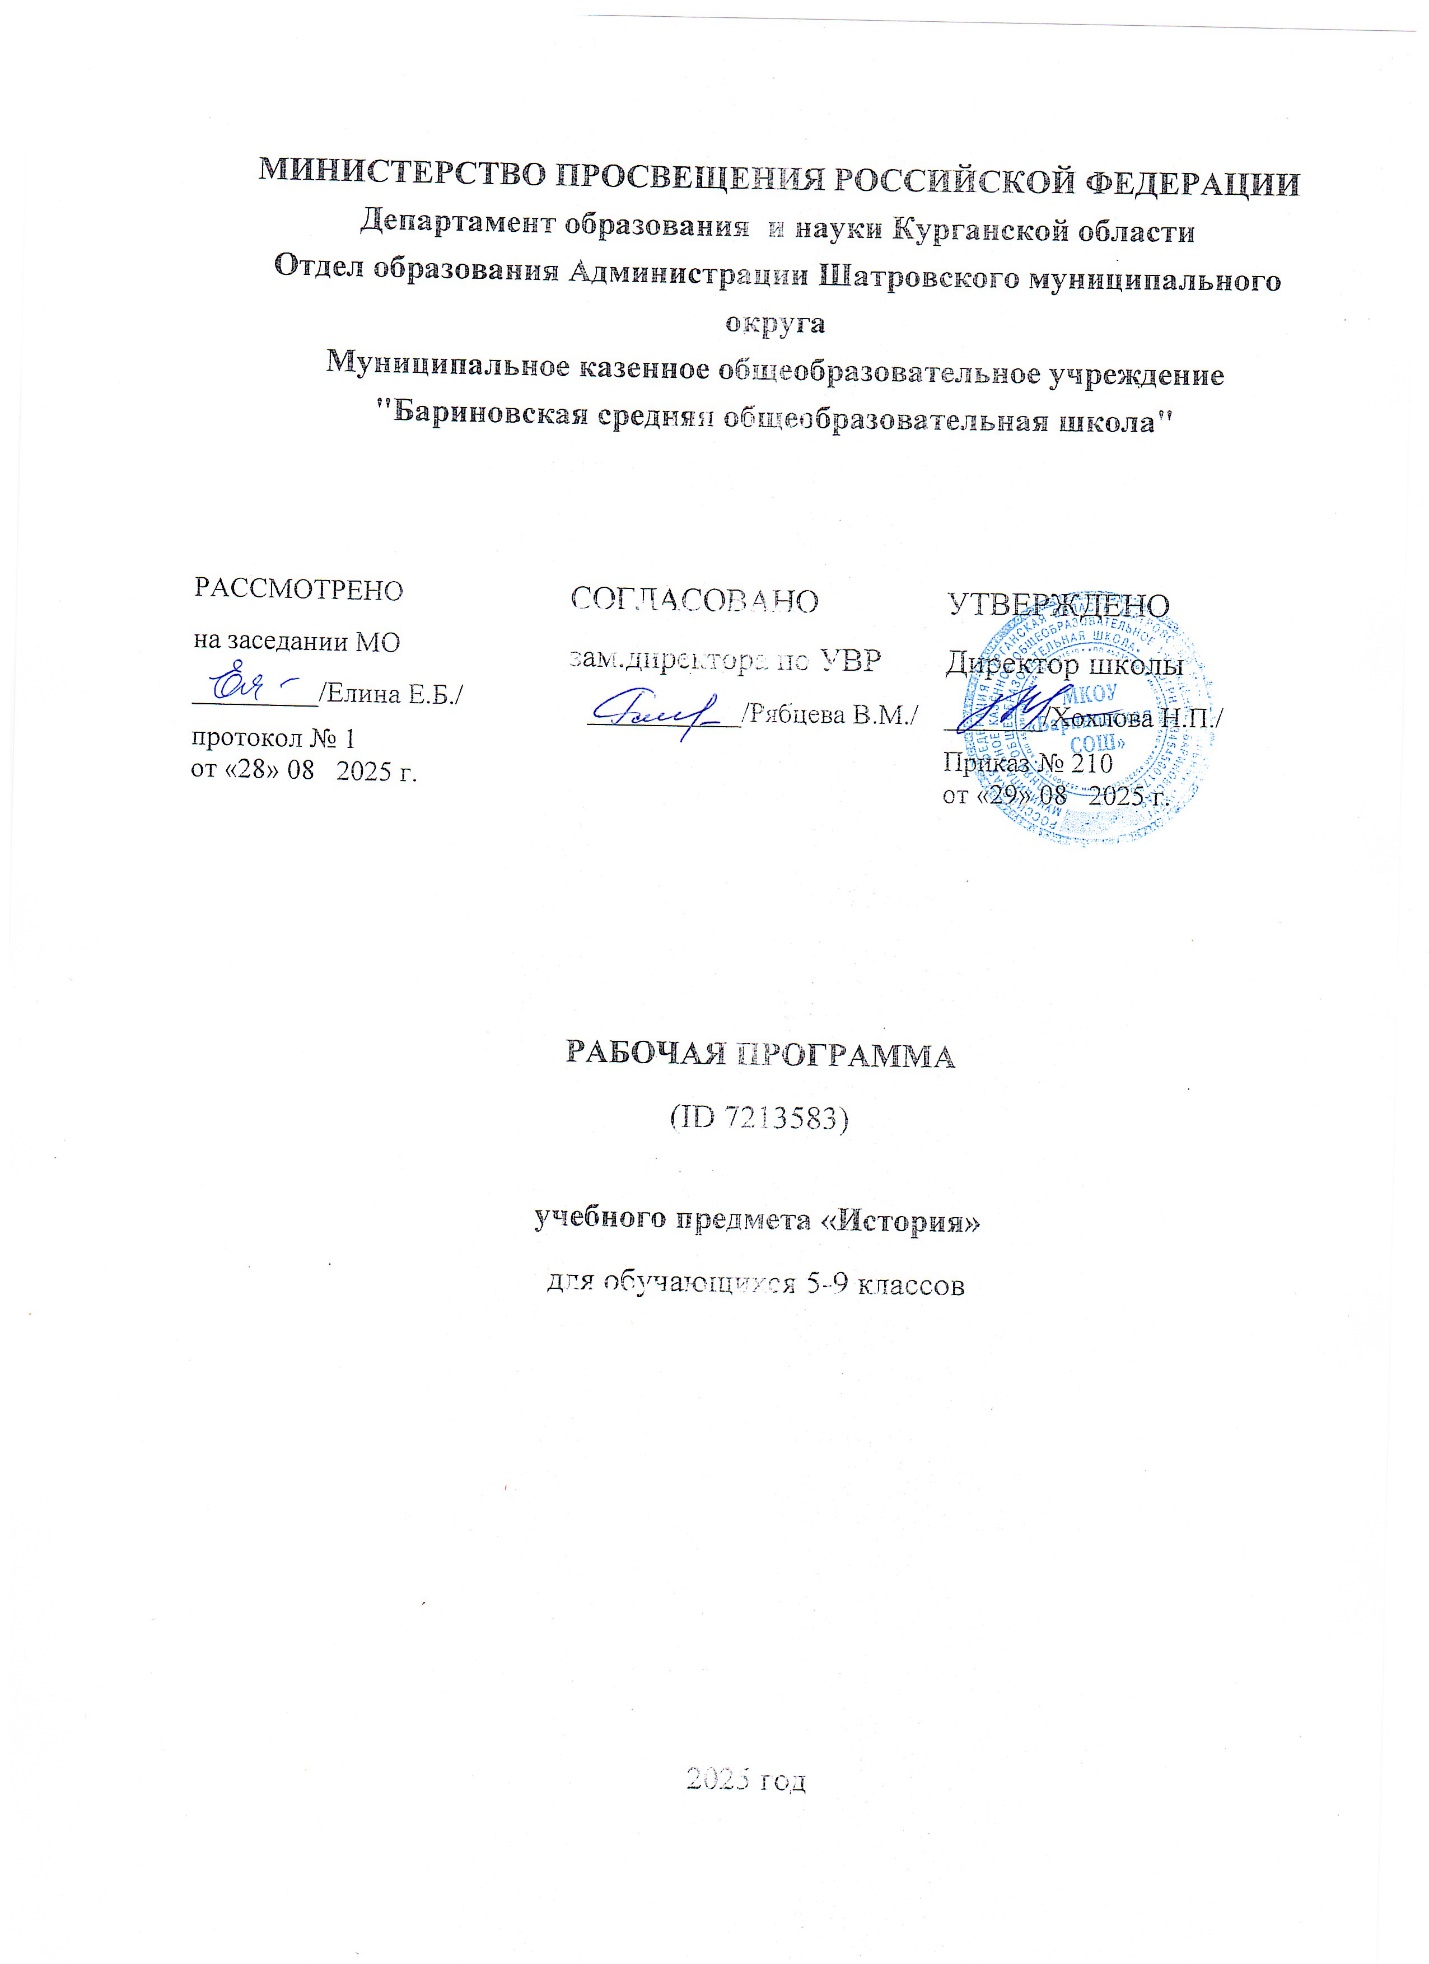 МИНИСТЕРСТВО ПРОСВЕЩЕНИЯ РОССИЙСКОЙ ФЕДЕРАЦИИ
Департамент образования и науки Курганской области
Отдел образования Администрации Шатровского муниципального
округа
Муниципальное казенное общеобразовательное учреждение
"Бариновская средняя общеобразовательная школа"
РАССМОТРЕНО
на заседании МО
/Елина Е.Б./
протокол № 1
от «28» 08 2025 г.
СОГЛАСОВАНО
зам.директора по УВР
/Рябцева В.М./
УТВЕРЖДЕНО
Директор школы
/Хохлова Н.П./
Приказ № 210
от «29» 08 2025 г.
МКОУ
СОШ»
РАБОЧАЯ ПРОГРАММА
(ID 7213583)
учебного предмета «История»
для обучающихся 5-9 классов
2025 год